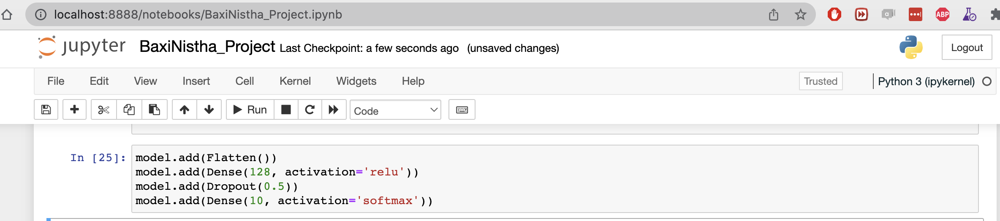 localhost:8888/notebooks/BaxiNistha_Project.ipynb
a
ABP
jupyter BaxiNistha_Project Last Checkpoint: a few seconds ago (unsaved changes)
Logout
File Edit View Insert Cell Kernel Widgets Help
Trusted
Python 3 (ipykernel)
Run
Code
In [25]:
model.add(Flatten())
model.add(Dense(128, activation='relu'))
model.add(Dropout(0.5))
model.add(Dense(10, activation='softmax'))